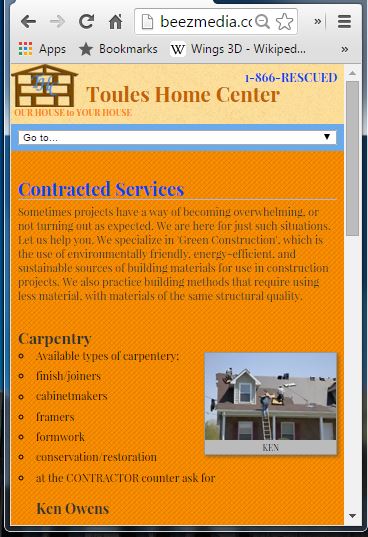 beezmedia.cc
Apps Bookmarks Wings 3D - Wikiped... »
1-866-RESCUED
Toules Home Center
OUR HOUSE to YOUR HOUSE
Go to...
Contracted Services
Sometimes projects have a way of becoming overwhelming, or
not turning out as expected. We are here for just such situations.
Let us help you. We specialize in 'Green Construction', which is
the use of environmentally friendly, energy-efficient, and
sustainable sources of building materials for use in construction
projects. We also practice building methods that require using
less material, with materials of the same structural quality.
Carpentry
Available types of carpentery;
finish/joiners
cabinetmakers
framers
formwork
conservation/restoration
at the CONTRACTOR counter ask for
KEN
Ken Owens